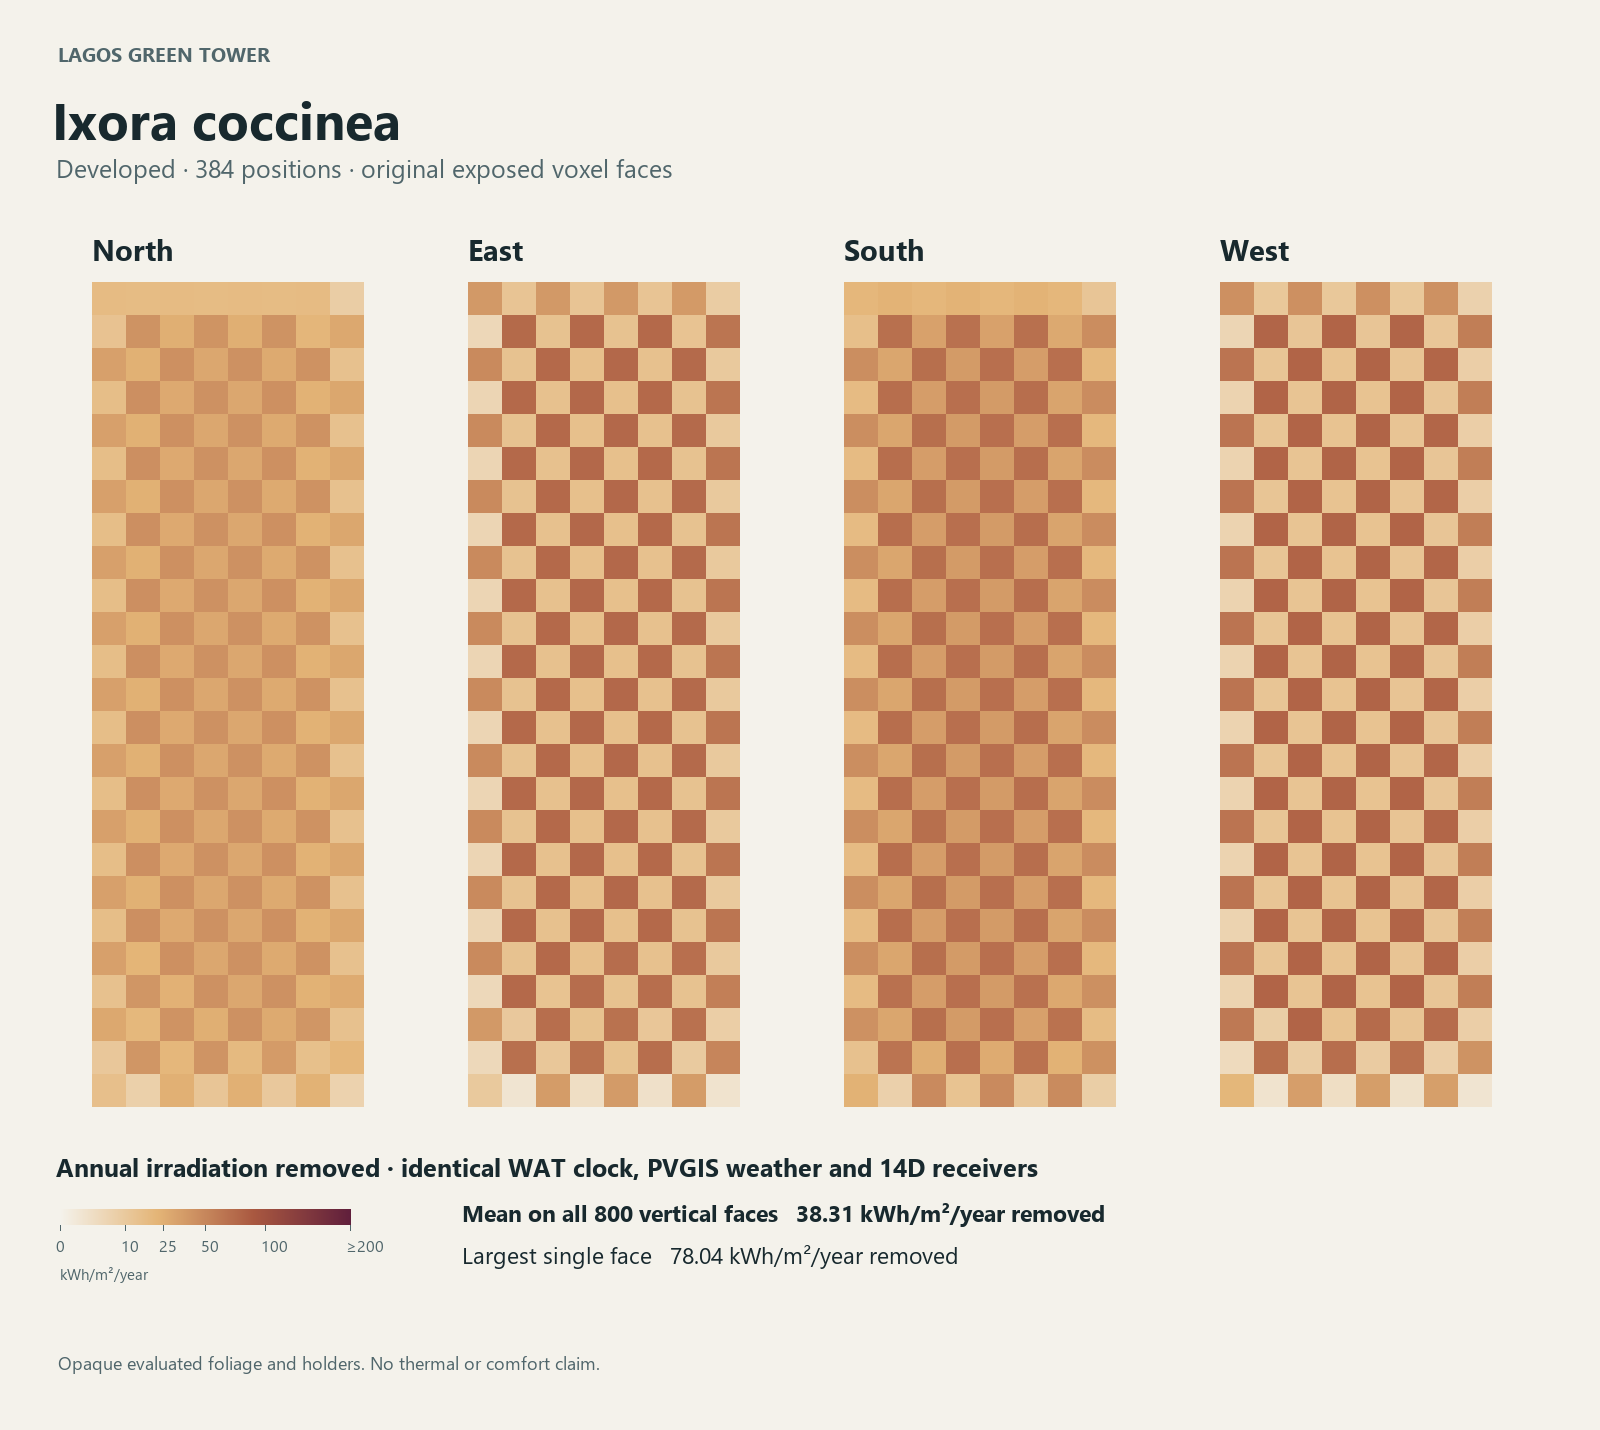 LAGOS GREEN TOWER
Ixora coccinea
Developed · 384 positions · original exposed voxel faces
North East South West
Annual irradiation removed · identical WAT clock, PVGIS weather and 14D receivers
Mean on all 800 vertical faces 38.31 kWh/m²/year removed
0 10 25 50 100 ≥200
Largest single face 78.04 kWh/m²/year removed
kWh/m²/year
Opaque evaluated foliage and holders. No thermal or comfort claim.